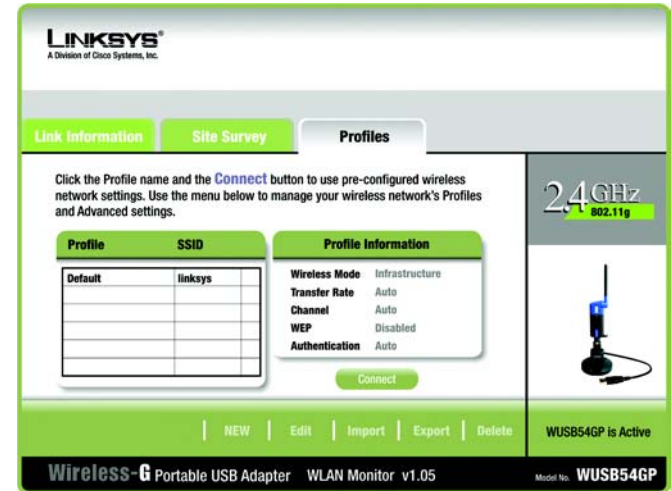 LINKSYS®
A Division of Cisco Systems, Inc.
Link Information Site Survey Profiles
Click the Profile name and the Connect button to use pre-configured wireless
network settings. Use the menu below to manage your wireless network's Profiles
and Advanced settings.
2,4 GHz
802.11g
Profile SSID
Default linksys
Profile Information
Wireless Mode Infrastructure
Transfer Rate Auto
Channel Auto
WEP Disabled
Authentication Auto
Connect
NEW Edit Import Export Delete
WUSB54GP is Active
Wireless-G Portable USB Adapter WLAN Monitor v1.05
Model No. WUSB54GP